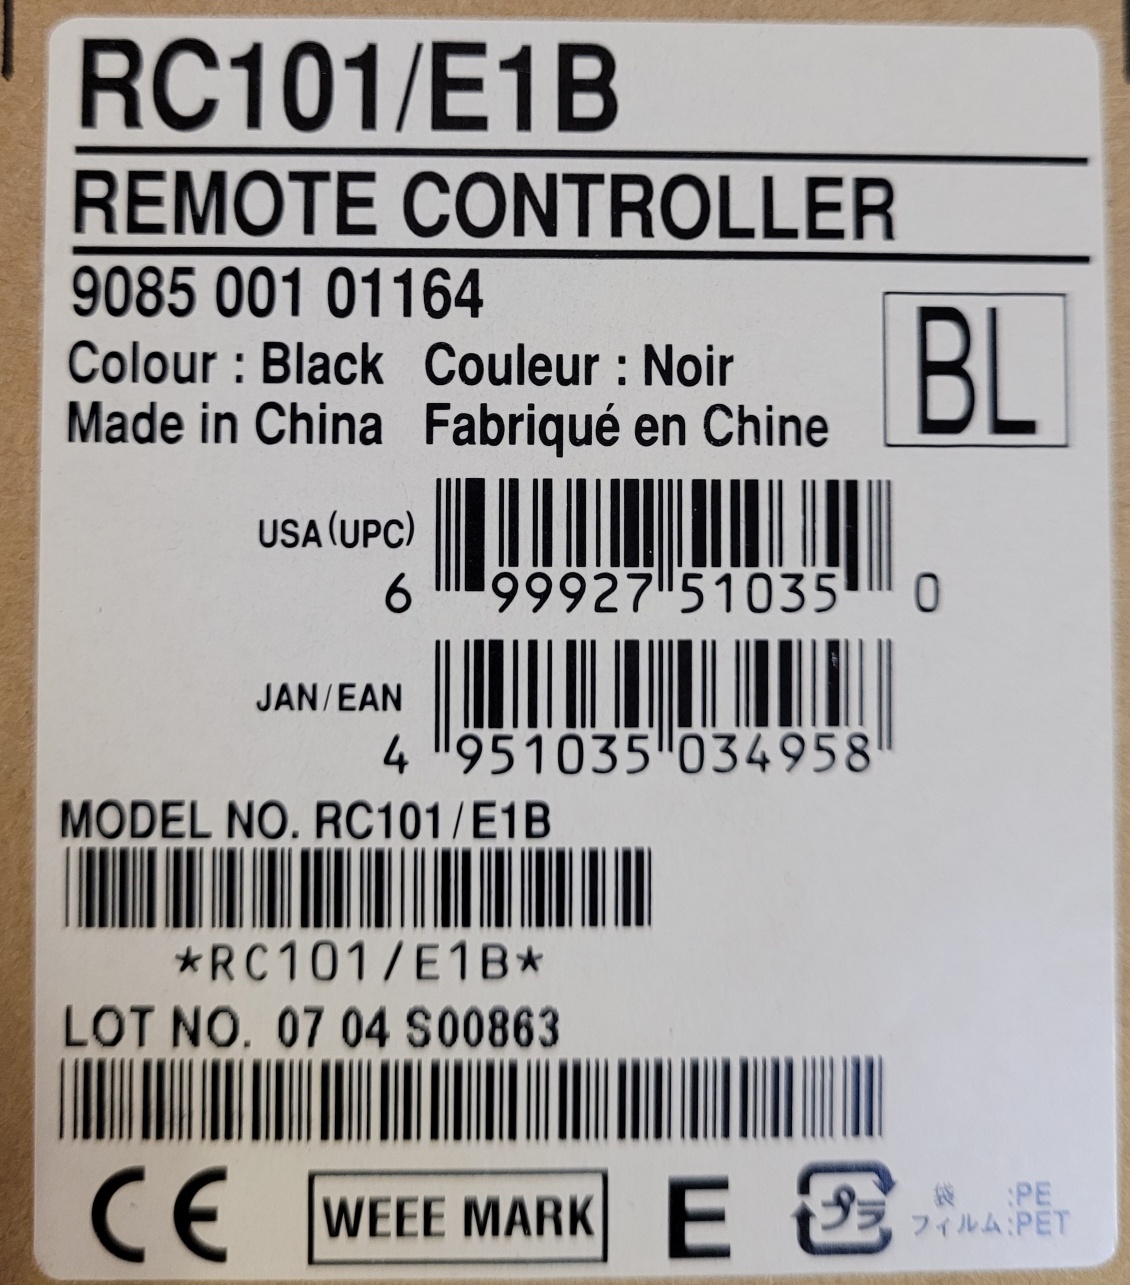 RC101/E1B
REMOTE CONTROLLER
9085 001 01164
Colour : Black Couleur : Noir
Made in China Fabriqué en Chine
BL
USA(UPC)
6 99927 51035 0
JAN/EAN
4 951035 034958
MODEL NO. RC101/E1B
*RC101/E1B*
LOT NO. 07 04 S00863
CE WEEE MARK E プラ
袋 :PE
フィルム:PET